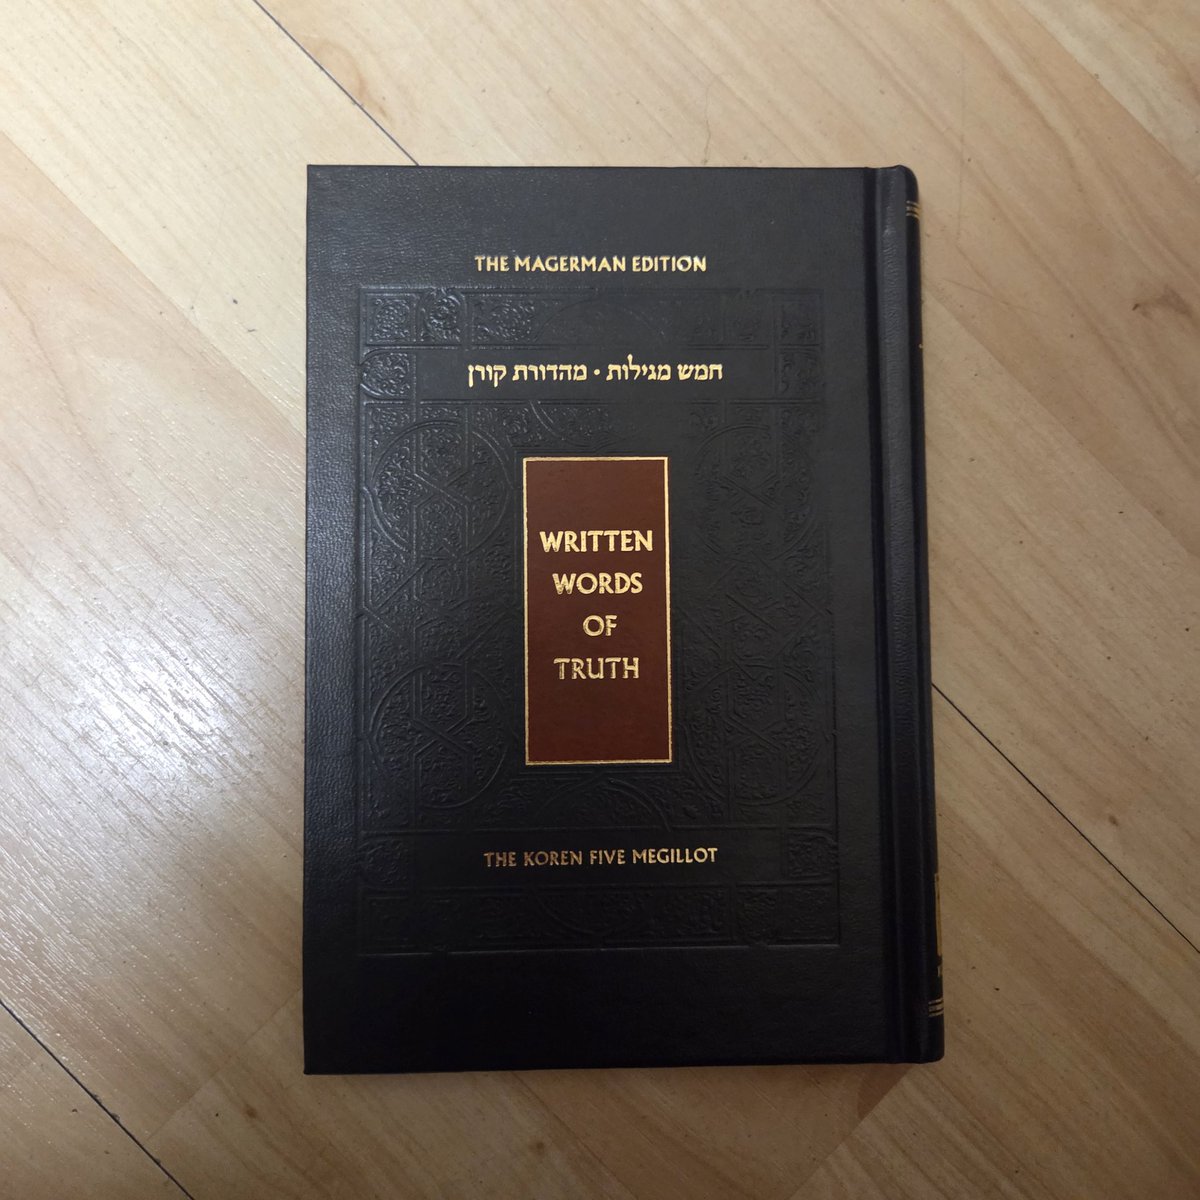 THE MAGERMAN EDITION
חמש מגילות • מהדורת קורן
WRITTEN
WORDS
OF
TRUTH
THE KOREN FIVE MEGILLOT